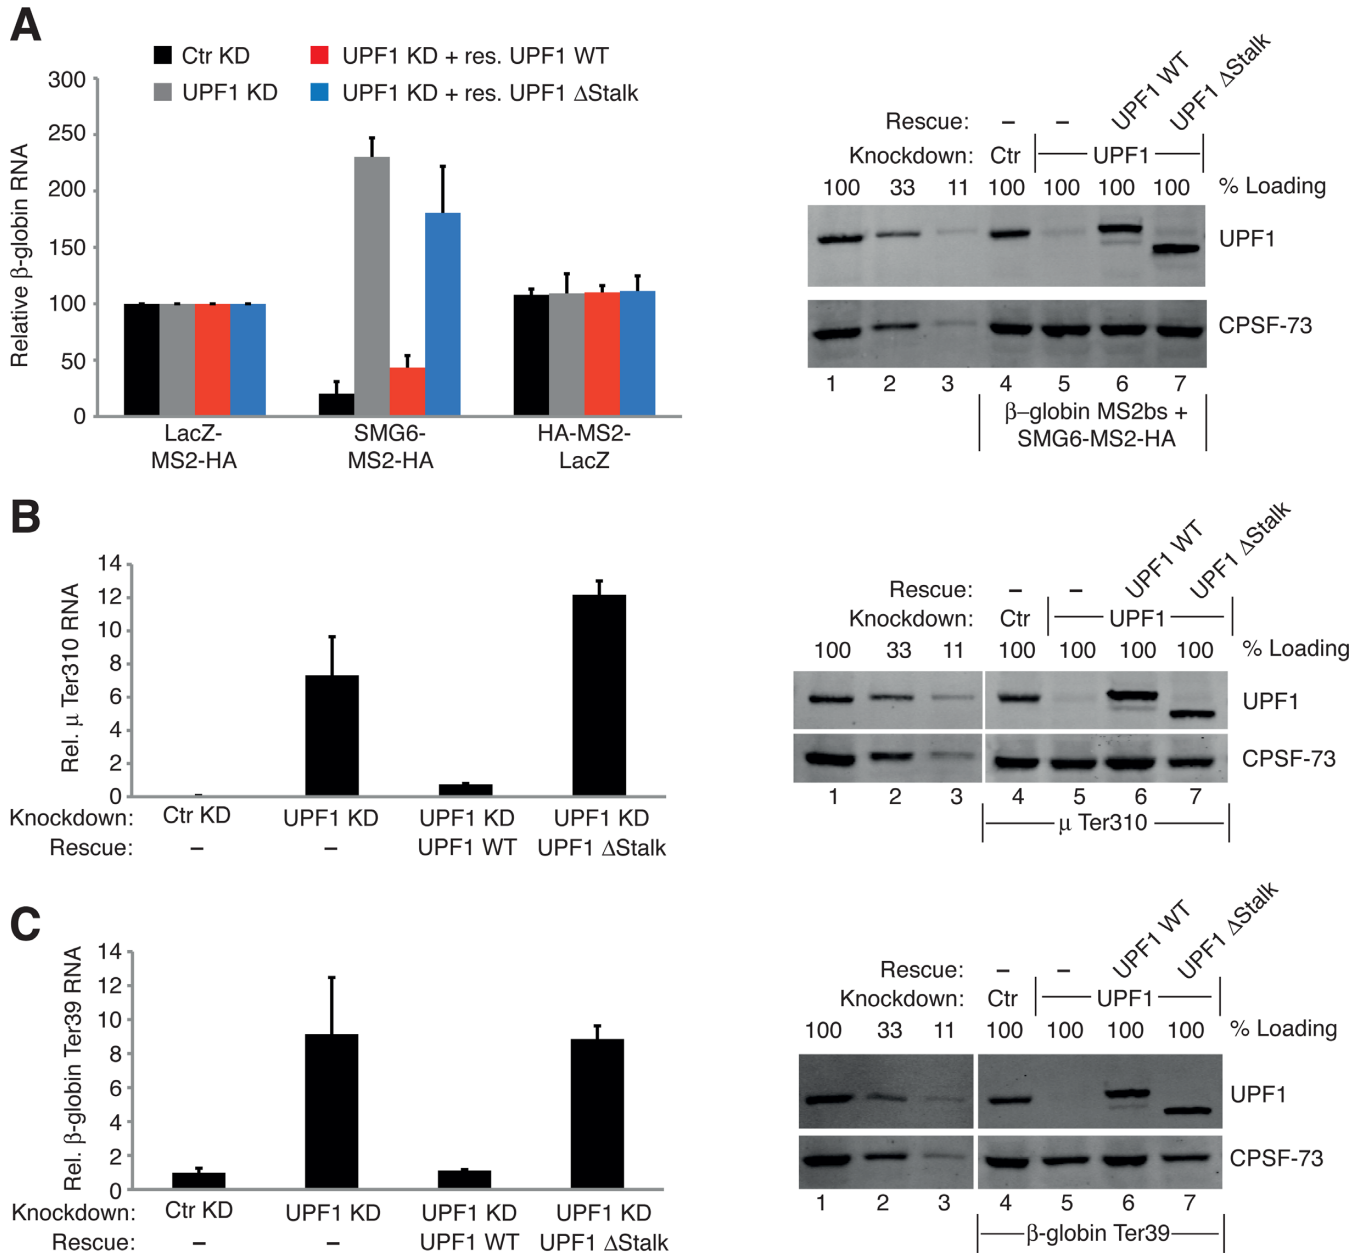 A
Ctr KD
UPF1 KD + res. UPF1 WT
UPF1 KD
UPF1 KD + res. UPF1 ΔStalk
Relative β-globin RNA
300
250
200
150
100
50
0
LacZ-
MS2-HA
SMG6-
MS2-HA
HA-MS2-
LacZ
UPF1 WT
UPF1 ΔStalk
Rescue: – –
Knockdown: Ctr UPF1
100 33 11 100 100 100 100 % Loading
UPF1
CPSF-73
1 2 3 4 5 6 7
β–globin MS2bs +
SMG6-MS2-HA
B
Rel. μ Ter310 RNA
14
12
10
8
6
4
2
0
Knockdown: Ctr KD UPF1 KD UPF1 KD UPF1 KD
Rescue: – – UPF1 WT UPF1 ΔStalk
UPF1 WT
UPF1 ΔStalk
Rescue: – –
Knockdown: Ctr UPF1
100 33 11 100 100 100 100 % Loading
UPF1
CPSF-73
1 2 3 4 5 6 7
μ Ter310
C
Rel. β-globin Ter39 RNA
14
12
10
8
6
4
2
0
Knockdown: Ctr KD UPF1 KD UPF1 KD UPF1 KD
Rescue: – – UPF1 WT UPF1 ΔStalk
UPF1 WT
UPF1 ΔStalk
Rescue: – –
Knockdown: Ctr UPF1
100 33 11 100 100 100 100 % Loading
UPF1
CPSF-73
1 2 3 4 5 6 7
β-globin Ter39